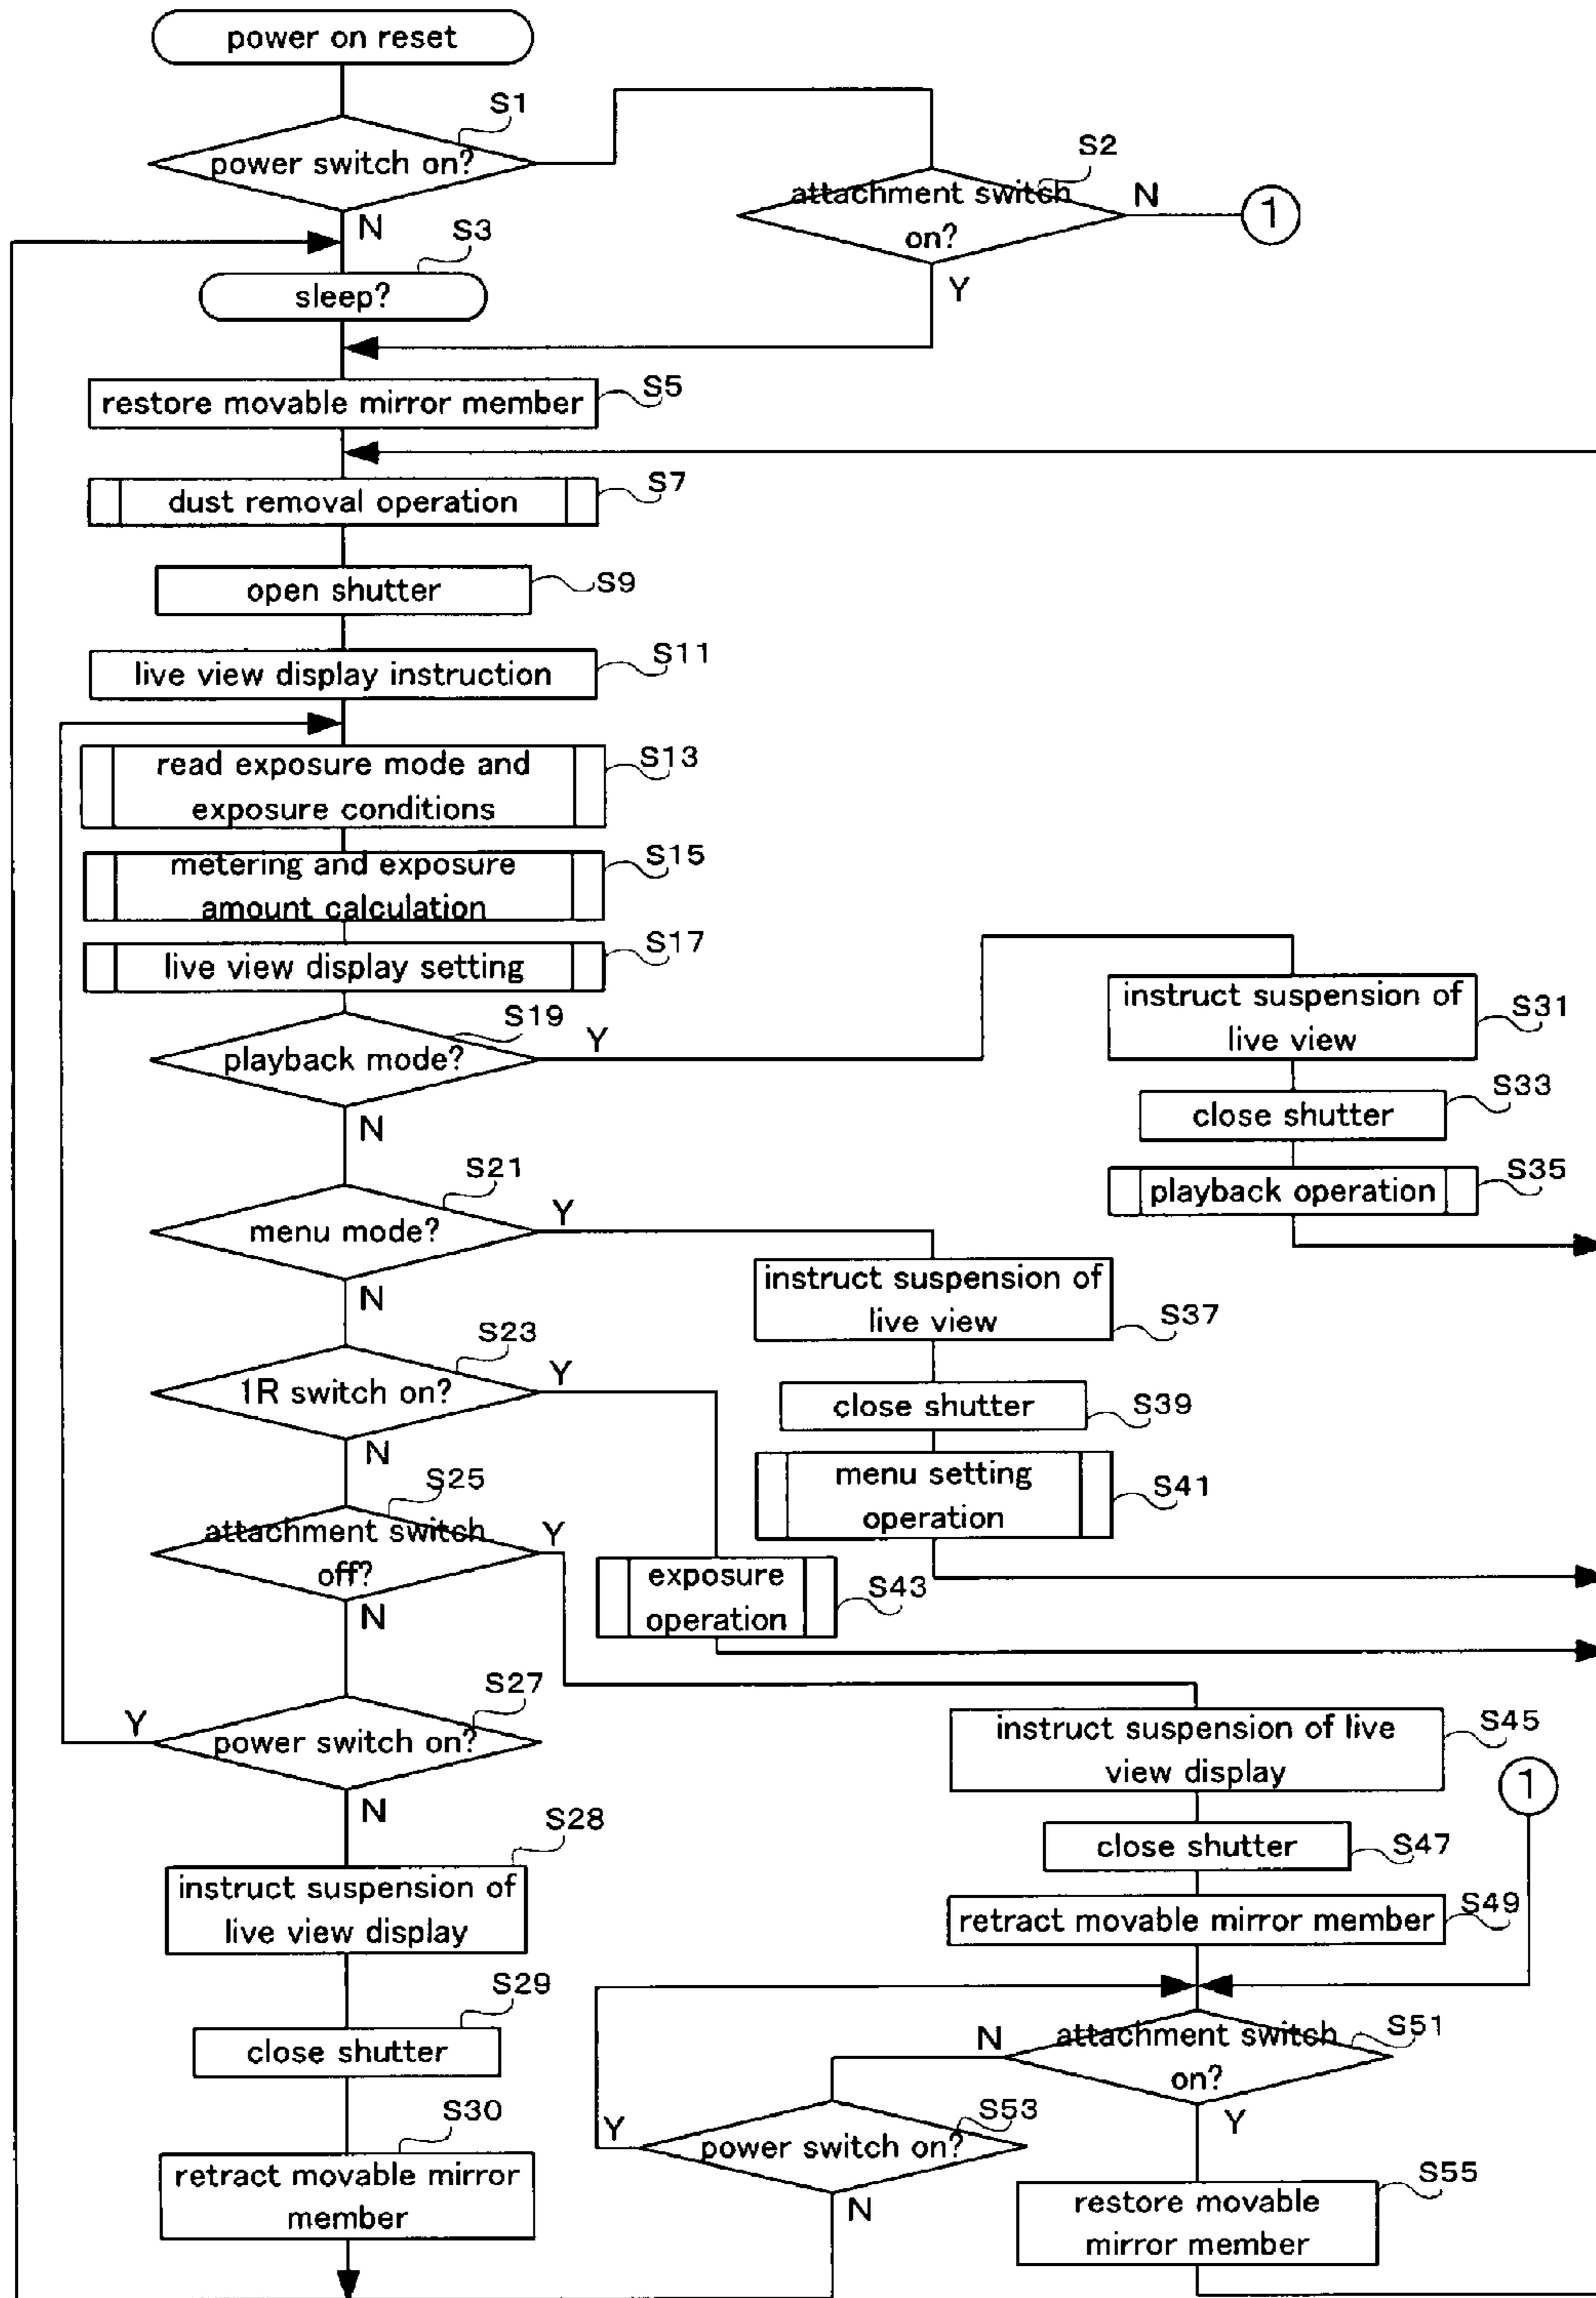 power on reset
S1
power switch on?
N
S2
attachment switch
on?
N
1
Y
S3
sleep?
restore movable mirror member
S5
dust removal operation
S7
open shutter
S9
live view display instruction
S11
read exposure mode and
exposure conditions
S13
metering and exposure
amount calculation
S15
live view display setting
S17
S19
playback mode?
Y
N
instruct suspension of
live view
S31
close shutter
S33
playback operation
S35
S21
menu mode?
Y
N
instruct suspension of
live view
S37
close shutter
S39
menu setting
operation
S41
S23
1R switch on?
Y
N
exposure
operation
S43
S25
attachment switch
off?
Y
N
S27
power switch on?
Y
N
S28
instruct suspension of
live view display
S29
close shutter
S30
retract movable mirror
member
instruct suspension of live
view display
S45
1
close shutter
S47
retract movable mirror member
S49
attachment switch
on?
S51
N
Y
S53
power switch on?
Y
N
S55
restore movable
mirror member